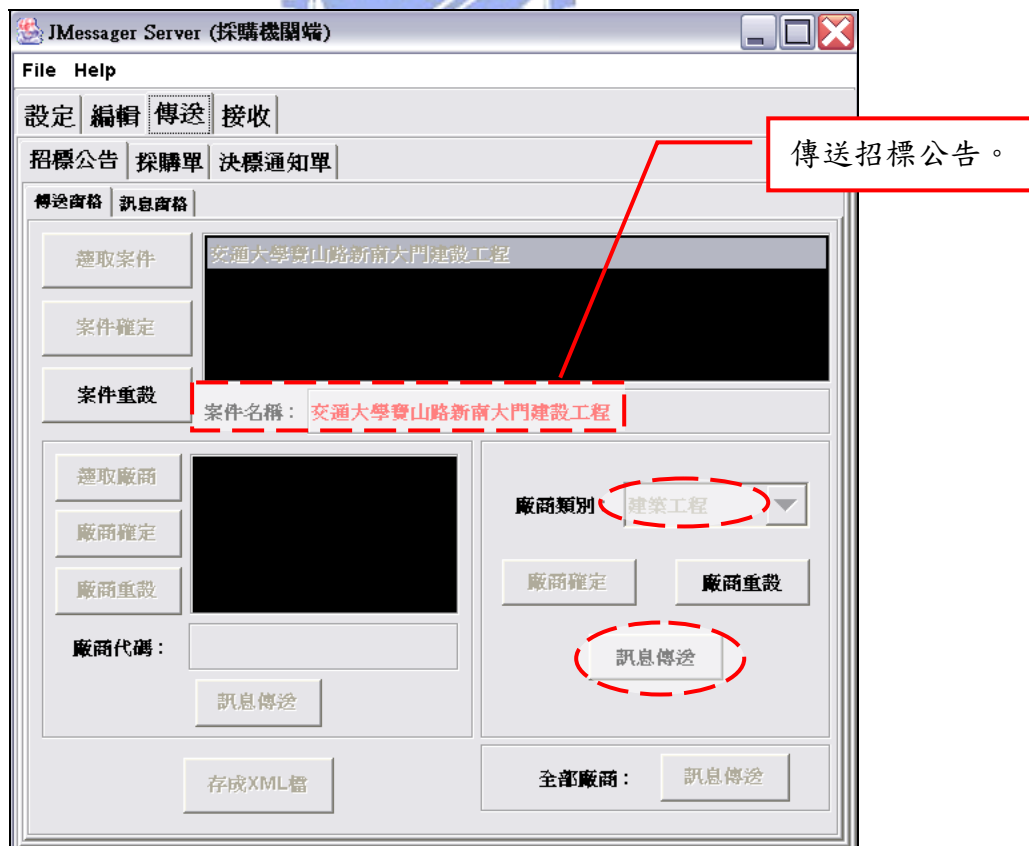 JMessager Server (採購機關端)
File Help
設定 編輯 傳送 接收
傳送招標公告。
招標公告 採購單 決標通知單
傳送窗格 訊息窗格
選取案件
交通大學寶山路新南大門建設工程
案件確定
案件重設
案件名稱： 交通大學寶山路新南大門建設工程
選取廠商
廠商類別 建築工程
廠商確定
廠商確定 廠商重設
廠商重設
廠商代碼：
訊息傳送
訊息傳送
存成XML檔
全部廠商： 訊息傳送